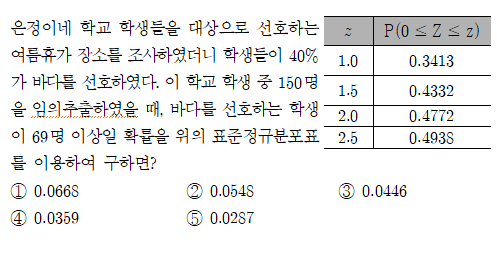 은정이네 학교 학생들을 대상으로 선호하는
여름휴가 장소를 조사하였더니 학생들이 40%
가 바다를 선호하였다. 이 학교 학생 중 150명
을 임의추출하였을 때, 바다를 선호하는 학생
이 69명 이상일 확률을 위의 표준정규분포표
를 이용하여 구하면?
z P(0 ≤ Z ≤ z)
1.0 0.3413
1.5 0.4332
2.0 0.4772
2.5 0.4938
① 0.0668 ② 0.0548 ③ 0.0446
④ 0.0359 ⑤ 0.0287